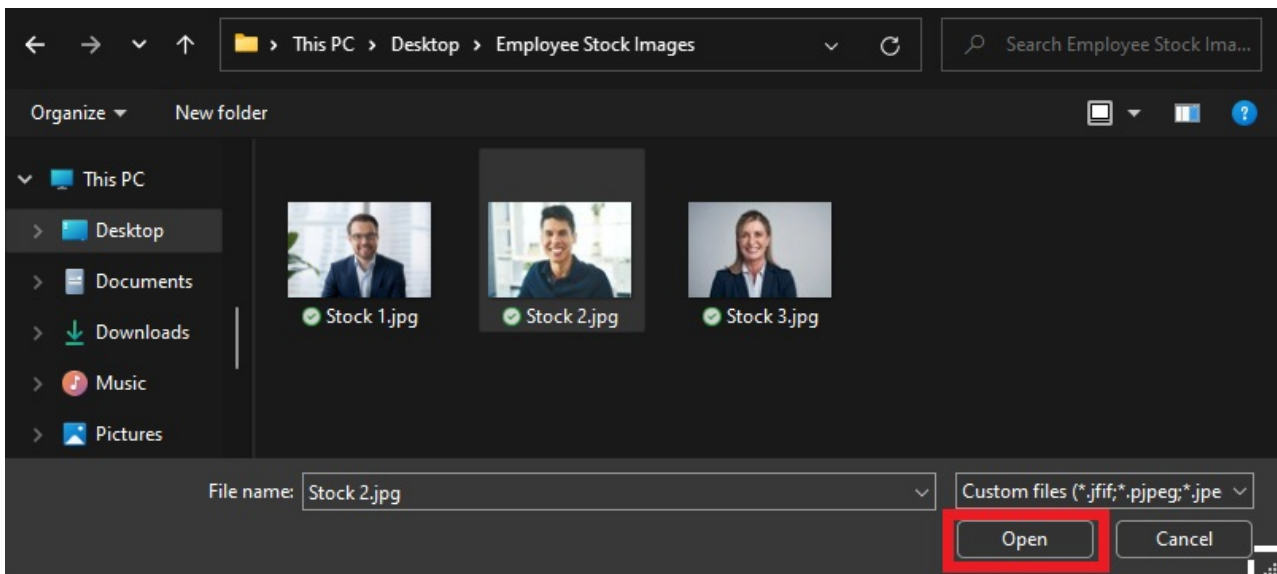 This PC > Desktop > Employee Stock Images
Search Employee Stock Ima...
Organize
New folder
?
This PC
Desktop
Documents
Downloads
Music
Pictures
Stock 1.jpg
Stock 2.jpg
Stock 3.jpg
File name: Stock 2.jpg
Custom files (*.jfif;*.pjpeg;*.jpe
Open
Cancel